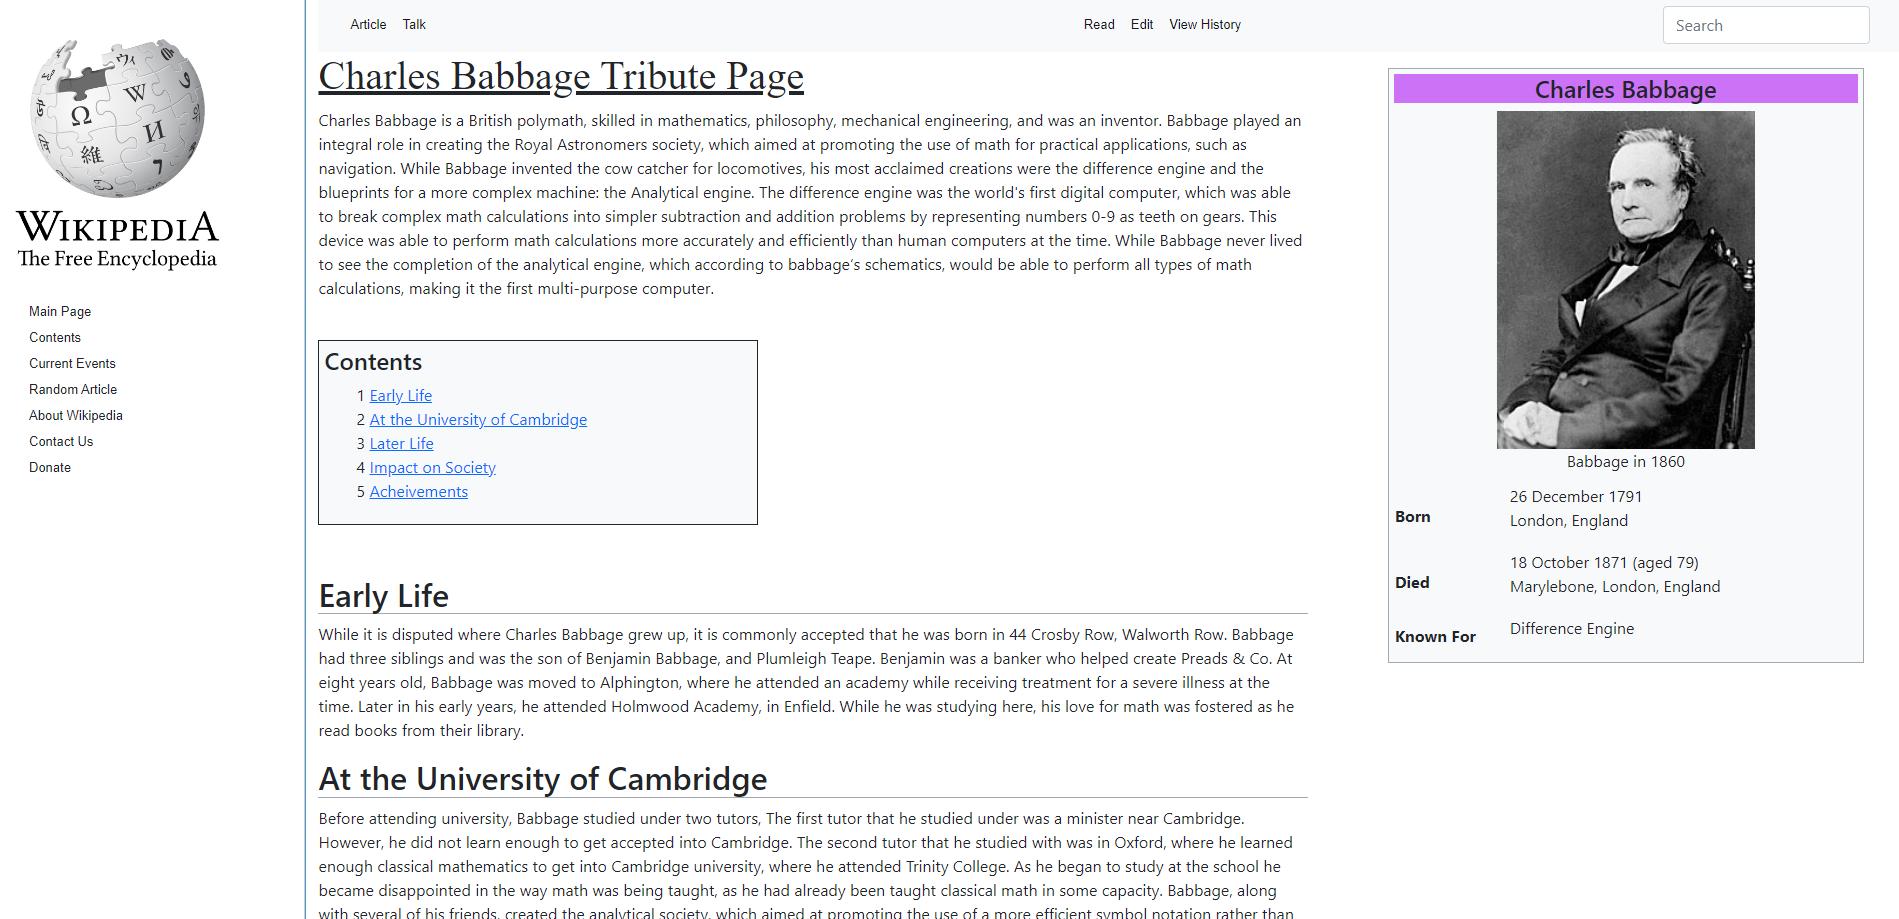 Article Talk Read Edit View History Search
WIKIPEDIA
The Free Encyclopedia
Main Page
Contents
Current Events
Random Article
About Wikipedia
Contact Us
Donate
Charles Babbage Tribute Page
Charles Babbage is a British polymath, skilled in mathematics, philosophy, mechanical engineering, and was an inventor. Babbage played an
integral role in creating the Royal Astronomers society, which aimed at promoting the use of math for practical applications, such as
navigation. While Babbage invented the cow catcher for locomotives, his most acclaimed creations were the difference engine and the
blueprints for a more complex machine: the Analytical engine. The difference engine was the world's first digital computer, which was able
to break complex math calculations into simpler subtraction and addition problems by representing numbers 0-9 as teeth on gears. This
device was able to perform math calculations more accurately and efficiently than human computers at the time. While Babbage never lived
to see the completion of the analytical engine, which according to babbage's schematics, would be able to perform all types of math
calculations, making it the first multi-purpose computer.
Contents
1 Early Life
2 At the University of Cambridge
3 Later Life
4 Impact on Society
5 Acheivements
Early Life
While it is disputed where Charles Babbage grew up, it is commonly accepted that he was born in 44 Crosby Row, Walworth Row. Babbage
had three siblings and was the son of Benjamin Babbage, and Plumleigh Teape. Benjamin was a banker who helped create Preads & Co. At
eight years old, Babbage was moved to Alphington, where he attended an academy while receiving treatment for a severe illness at the
time. Later in his early years, he attended Holmwood Academy, in Enfield. While he was studying here, his love for math was fostered as he
read books from their library.
At the University of Cambridge
Before attending university, Babbage studied under two tutors, The first tutor that he studied under was a minister near Cambridge.
However, he did not learn enough to get accepted into Cambridge. The second tutor that he studied with was in Oxford, where he learned
enough classical mathematics to get into Cambridge university, where he attended Trinity College. As he began to study at the school he
became disappointed in the way math was being taught, as he had already been taught classical math in some capacity. Babbage, along
with several of his friends, created the analytical society, which aimed at promoting the use of a more efficient symbol notation rather than
Charles Babbage
Babbage in 1860
Born
26 December 1791
London, England
Died
18 October 1871 (aged 79)
Marylebone, London, England
Known For
Difference Engine